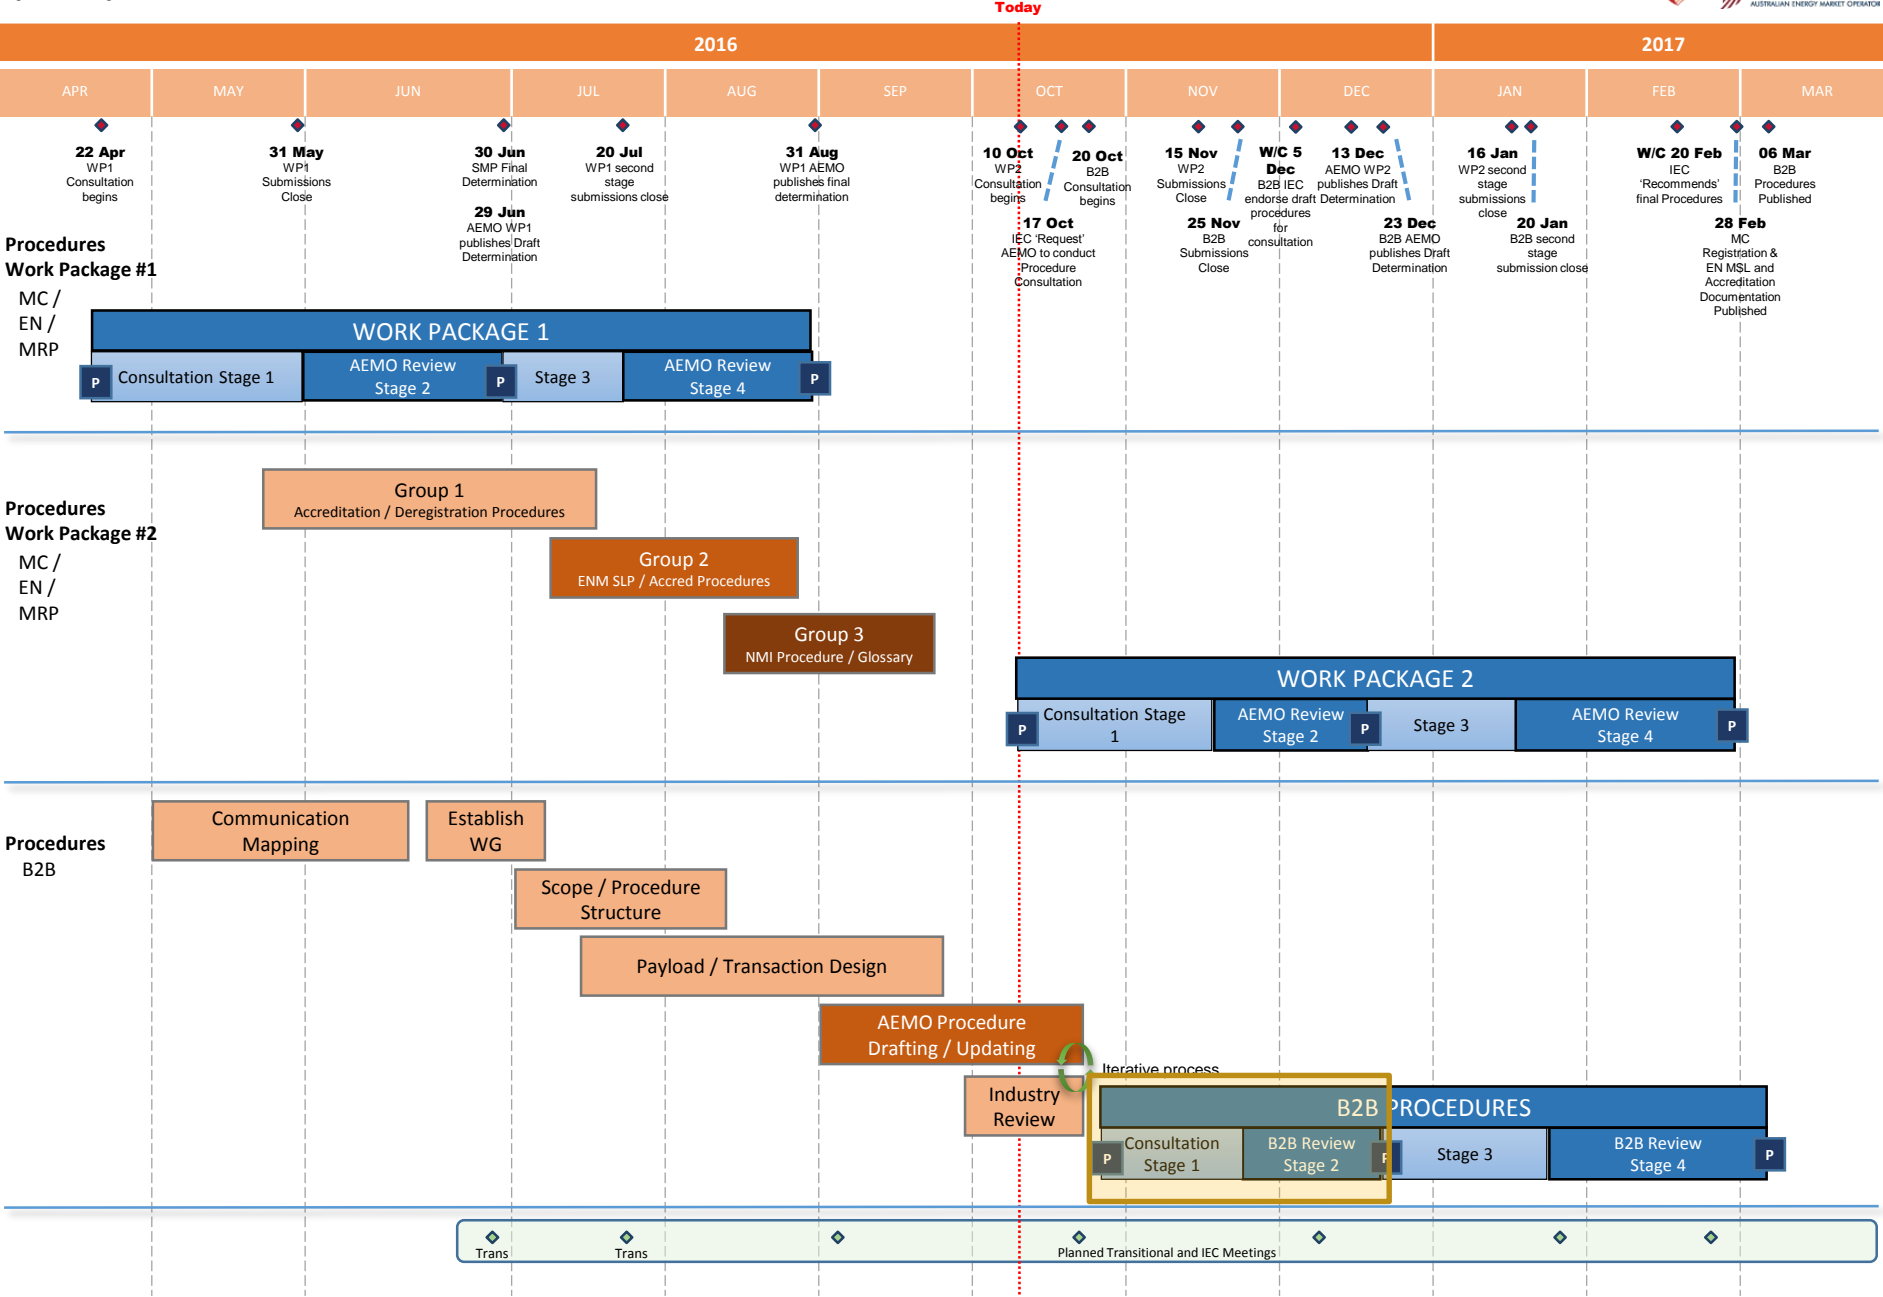 Today
AUSTRALIAN ENERGY MARKET OPERATOR
2016
2017
APR
MAY
JUN
JUL
AUG
SEP
OCT
NOV
DEC
JAN
FEB
MAR
22 Apr
WP1
Consultation
begins
31 May
WP1
Submissions
Close
30 Jun
SMP Final
Determination
29 Jun
AEMO WP1
publishes Draft
Determination
20 Jul
WP1 second
stage
submissions close
31 Aug
WP1 AEMO
publishes final
determination
10 Oct
WP2
Consultation
begins
17 Oct
IEC ‘Request’
AEMO to conduct
Procedure
Consultation
20 Oct
B2B
Consultation
begins
15 Nov
WP2
Submissions
Close
25 Nov
B2B
Submissions
Close
W/C 5
Dec
B2B IEC
endorse draft
procedures
for
consultation
13 Dec
AEMO WP2
publishes Draft
Determination
23 Dec
B2B AEMO
publishes Draft
Determination
16 Jan
WP2 second
stage
submissions
close
20 Jan
B2B second
stage
submission close
W/C 20 Feb
IEC
‘Recommends’
final Procedures
28 Feb
MC
Registration &
EN MSL and
Accreditation
Documentation
Published
06 Mar
B2B
Procedures
Published
Procedures
Work Package #1
MC /
EN /
MRP
WORK PACKAGE 1
P
Consultation Stage 1
AEMO Review
Stage 2
P
Stage 3
AEMO Review
Stage 4
P
Procedures
Work Package #2
MC /
EN /
MRP
Group 1
Accreditation / Deregistration Procedures
Group 2
ENM SLP / Accred Procedures
Group 3
NMI Procedure / Glossary
WORK PACKAGE 2
P
Consultation Stage
1
AEMO Review
Stage 2
P
Stage 3
AEMO Review
Stage 4
P
Procedures
B2B
Communication
Mapping
Establish
WG
Scope / Procedure
Structure
Payload / Transaction Design
AEMO Procedure
Drafting / Updating
Iterative process
Industry
Review
B2B PROCEDURES
P
Consultation
Stage 1
B2B Review
Stage 2
P
Stage 3
B2B Review
Stage 4
P
Trans
Trans
Planned Transitional and IEC Meetings